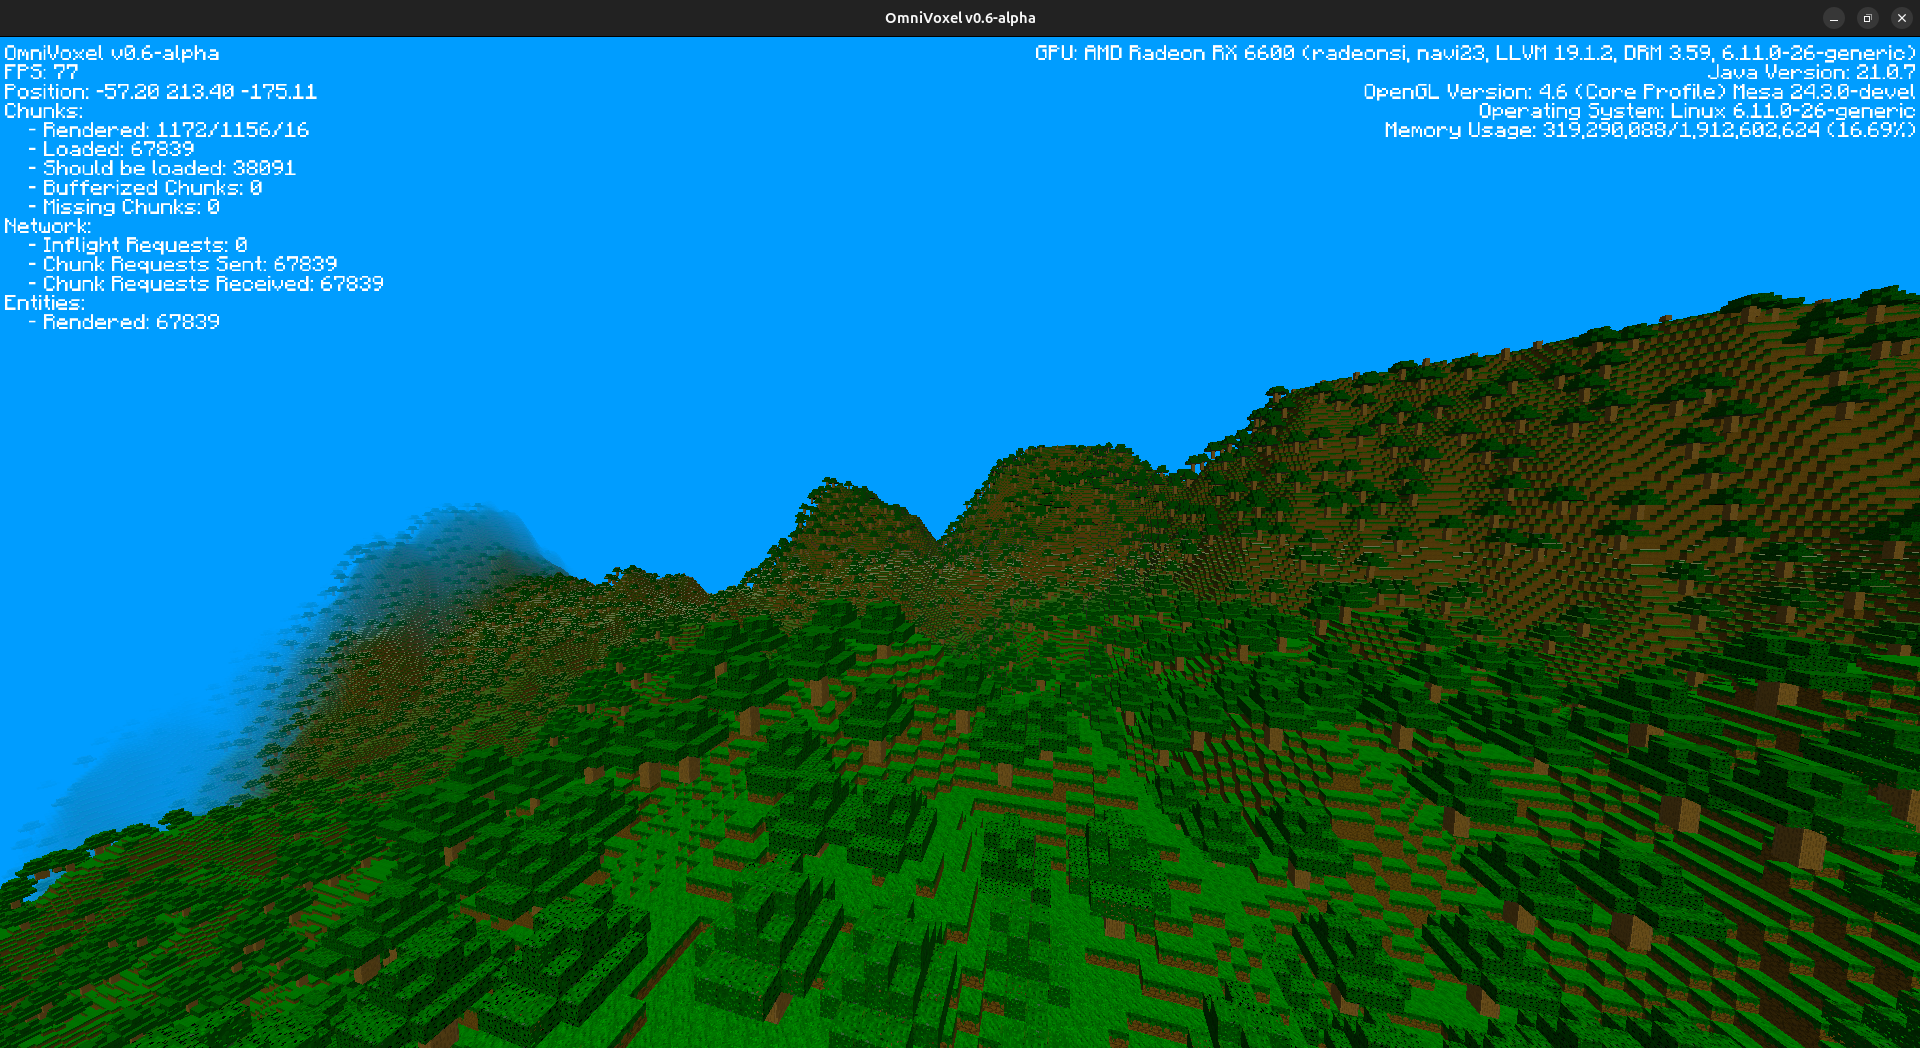 OmniVoxel v0.6-alpha
OmniVoxel v0.6-alpha
FPS: 77
Position: -57.20 213.40 -175.11
Chunks:
- Rendered: 1172/1156/16
- Loaded: 67839
- Should be loaded: 38091
- Bufferized Chunks: 0
- Missing Chunks: 0
Network:
- Inflight Requests: 0
- Chunk Requests Sent: 67839
- Chunk Requests Received: 67839
Entities:
- Rendered: 67839
GPU: AMD Radeon RX 6600 (radeonsi, navi23, LLVM 19.1.2, DRM 3.59, 6.11.0-26-generic)
Java Version: 21.0.7
OpenGL Version: 4.6 (Core Profile) Mesa 24.3.0-devel
Operating System: Linux 6.11.0-26-generic
Memory Usage: 319,290,088/1,912,602,624 (16.69%)